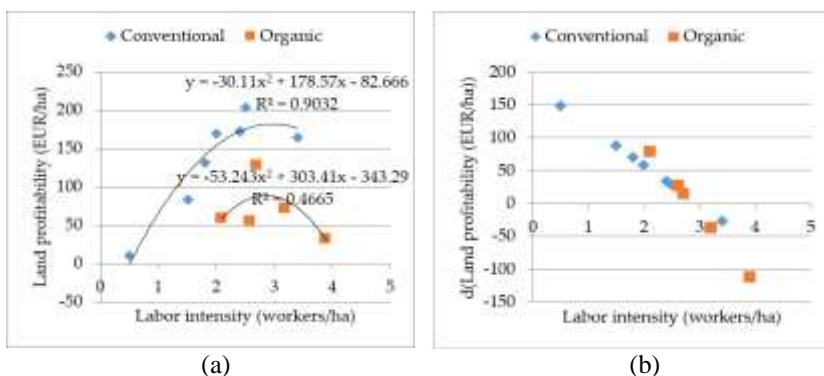 Conventional Organic
250
200
150
100
50
0
-50
0 1 2 3 4 5
Land profitability (EUR/ha)
Labor intensity (workers/ha)
y = -30.11x² + 178.57x - 82.666
R² = 0.9032
y = -53.243x² + 303.41x - 343.29
R² = 0.4665
(a)
Conventional Organic
200
150
100
50
0
-50
-100
-150
0 1 2 3 4 5
d(Land profitability (EUR/ha))
Labor intensity (workers/ha)
(b)